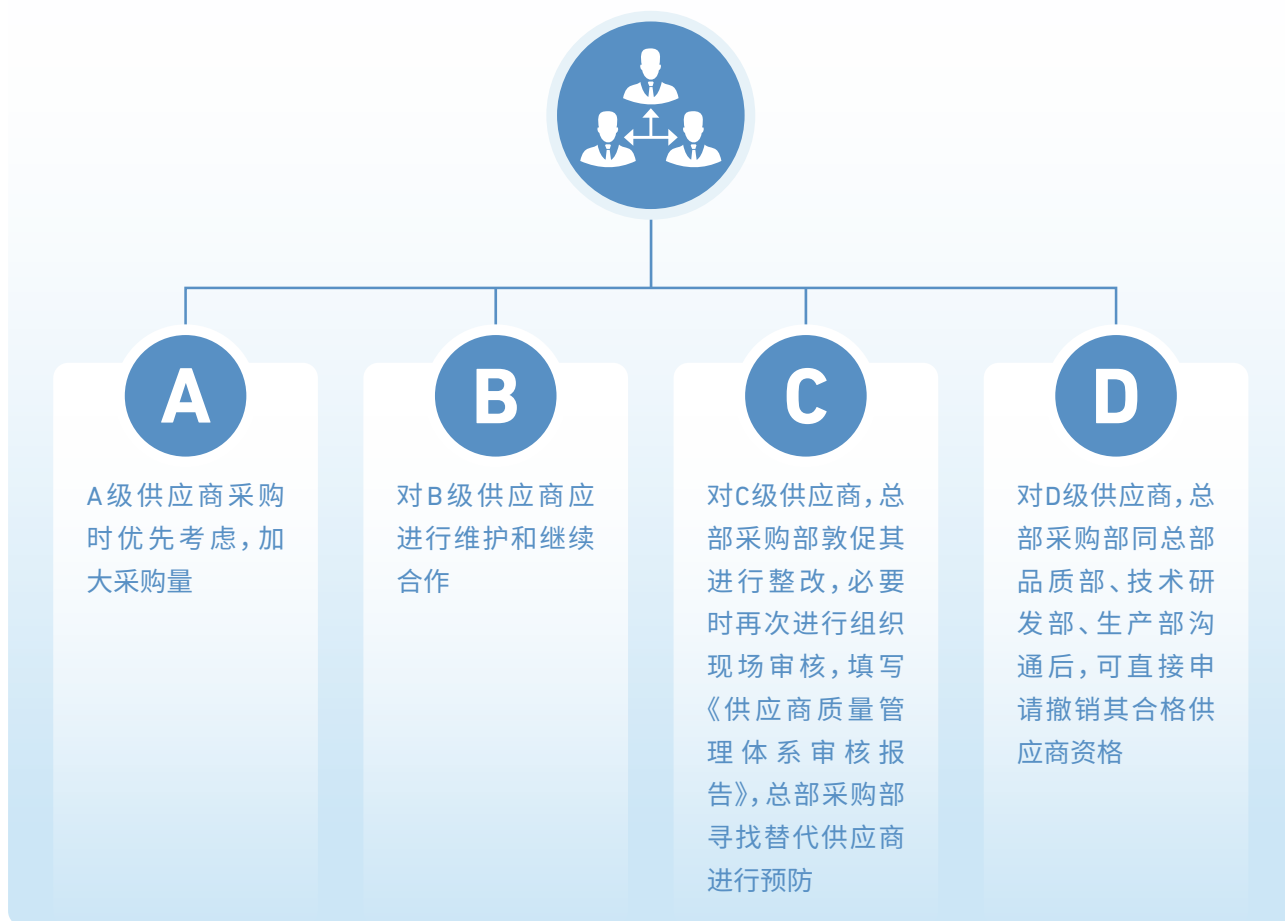 A
A级供应商采购
时优先考虑,加
大采购量
B
对B级供应商应
进行维护和继续
合作
C
对C级供应商,总
部采购部敦促其
进行整改,必要
时再次进行组织
现场审核,填写
《供应商质量管
理体系审核报
告》,总部采购部
寻找替代供应商
进行预防
D
对D级供应商,总
部采购部同总部
品质部、技术研
发部、生产部沟
通后,可直接申
请撤销其合格供
应商资格